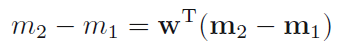 m₂ − m₁ = wᵀ(m₂ − m₁)